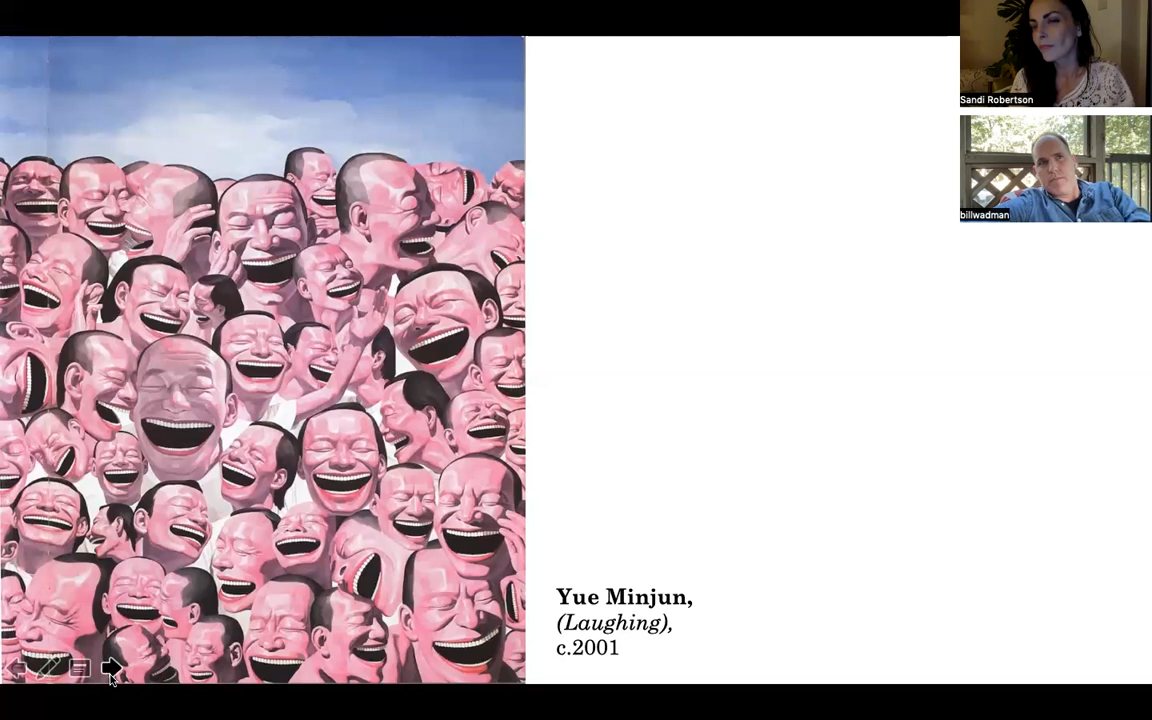 Sandi Robertson
billwadman
Yue Minjun,
(Laughing),
c.2001